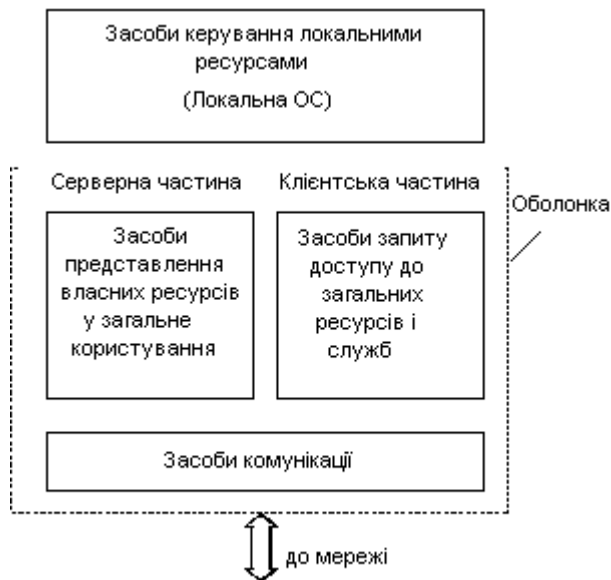 Засоби керування локальними
ресурсами
(Локальна ОС)
Серверна частина
Клієнтська частина
Оболонка
Засоби
представлення
власних ресурсів
у загальне
користування
Засоби запиту
доступу до
загальних
ресурсів і
служб
Засоби комунікації
до мережі